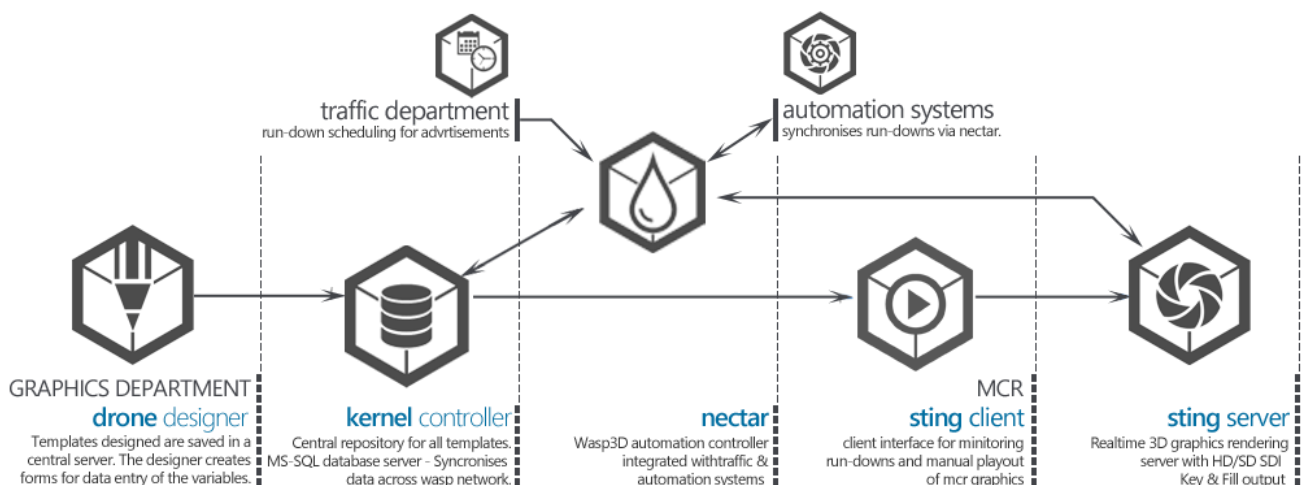 traffic department
run-down scheduling for advrtisements
automation systems
synchronises run-downs via nectar.
GRAPHICS DEPARTMENT
drone designer
Templates designed are saved in a
central server. The designer creates
forms for data entry of the variables.
kernel controller
Central repository for all templates.
MS-SQL database server - Syncronises
data across wasp network.
nectar
Wasp3D automation controller
integrated withtraffic &
automation systems
MCR
sting client
client interface for minitoring
run-downs and manual playout
of mcr graphics
sting server
Realtime 3D graphics rendering
server with HD/SD SDI
Key & Fill output